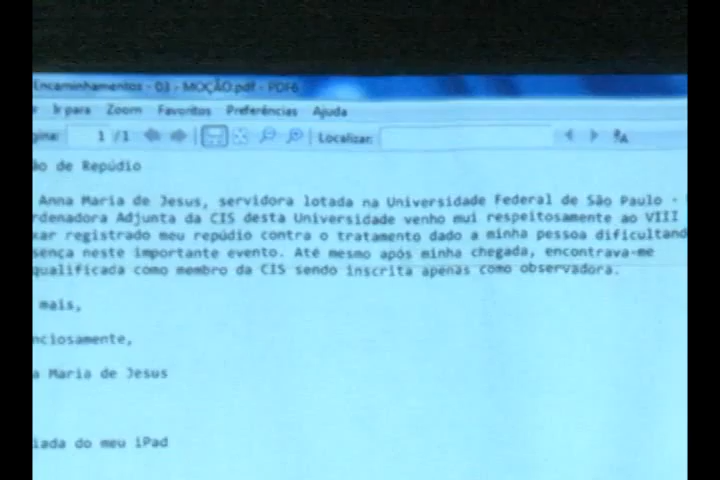 Encaminhamentos - 03 - MOÇÃO.pdf - PDF6
Ir para Zoom Favoritos Preferências Ajuda
1 /1 Localizar:
de Repúdio
Anna Maria de Jesus, servidora lotada na Universidade Federal de São Paulo -
rdenadora Adjunta da CIS desta Universidade venho mui respeitosamente ao VIII
xar registrado meu repúdio contra o tratamento dado a minha pessoa dificultand
sença neste importante evento. Até mesmo após minha chegada, encontrava-me
qualificada como membro da CIS sendo inscrita apenas como observadora.
mais,
nciosamente,
a Maria de Jesus
iada do meu iPad